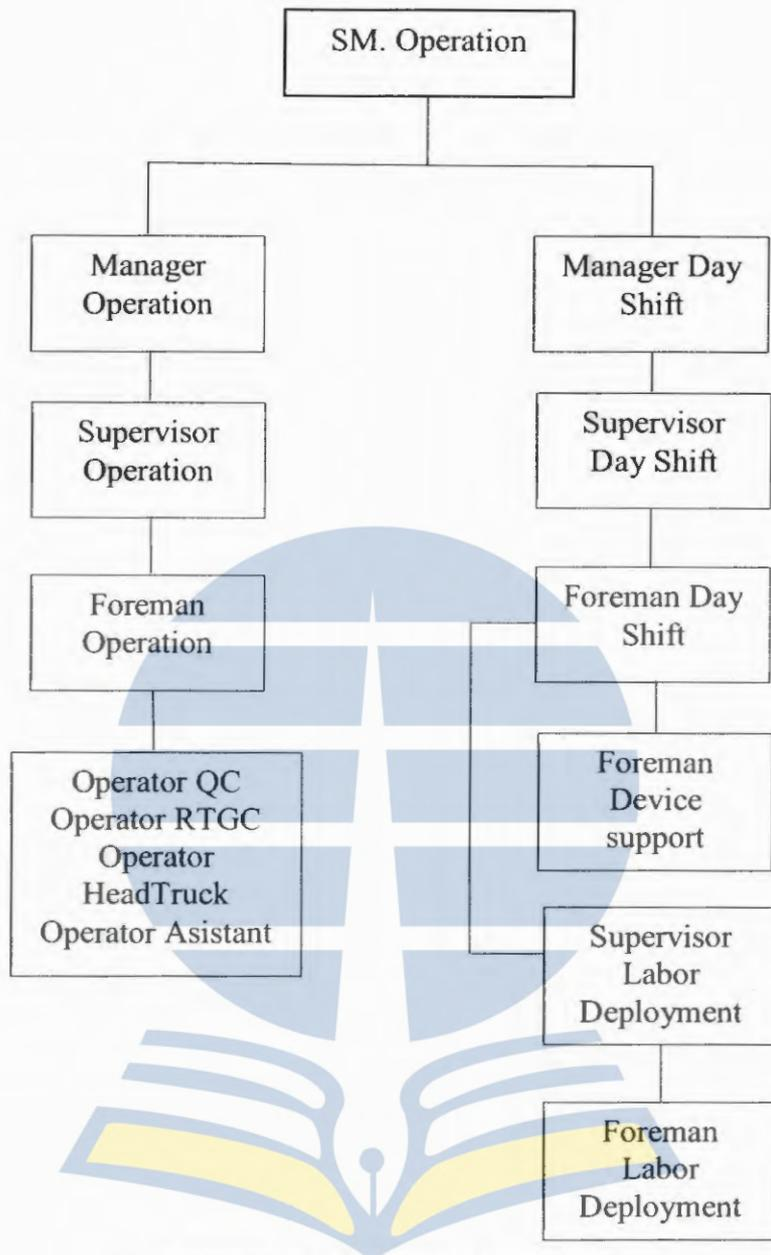 SM. Operation
Manager
Operation
Supervisor
Operation
Foreman
Operation
Operator QC
Operator RTGC
Operator
HeadTruck
Operator Asistant
Manager Day
Shift
Supervisor
Day Shift
Foreman Day
Shift
Foreman
Device
support
Supervisor
Labor
Deployment
Foreman
Labor
Deployment